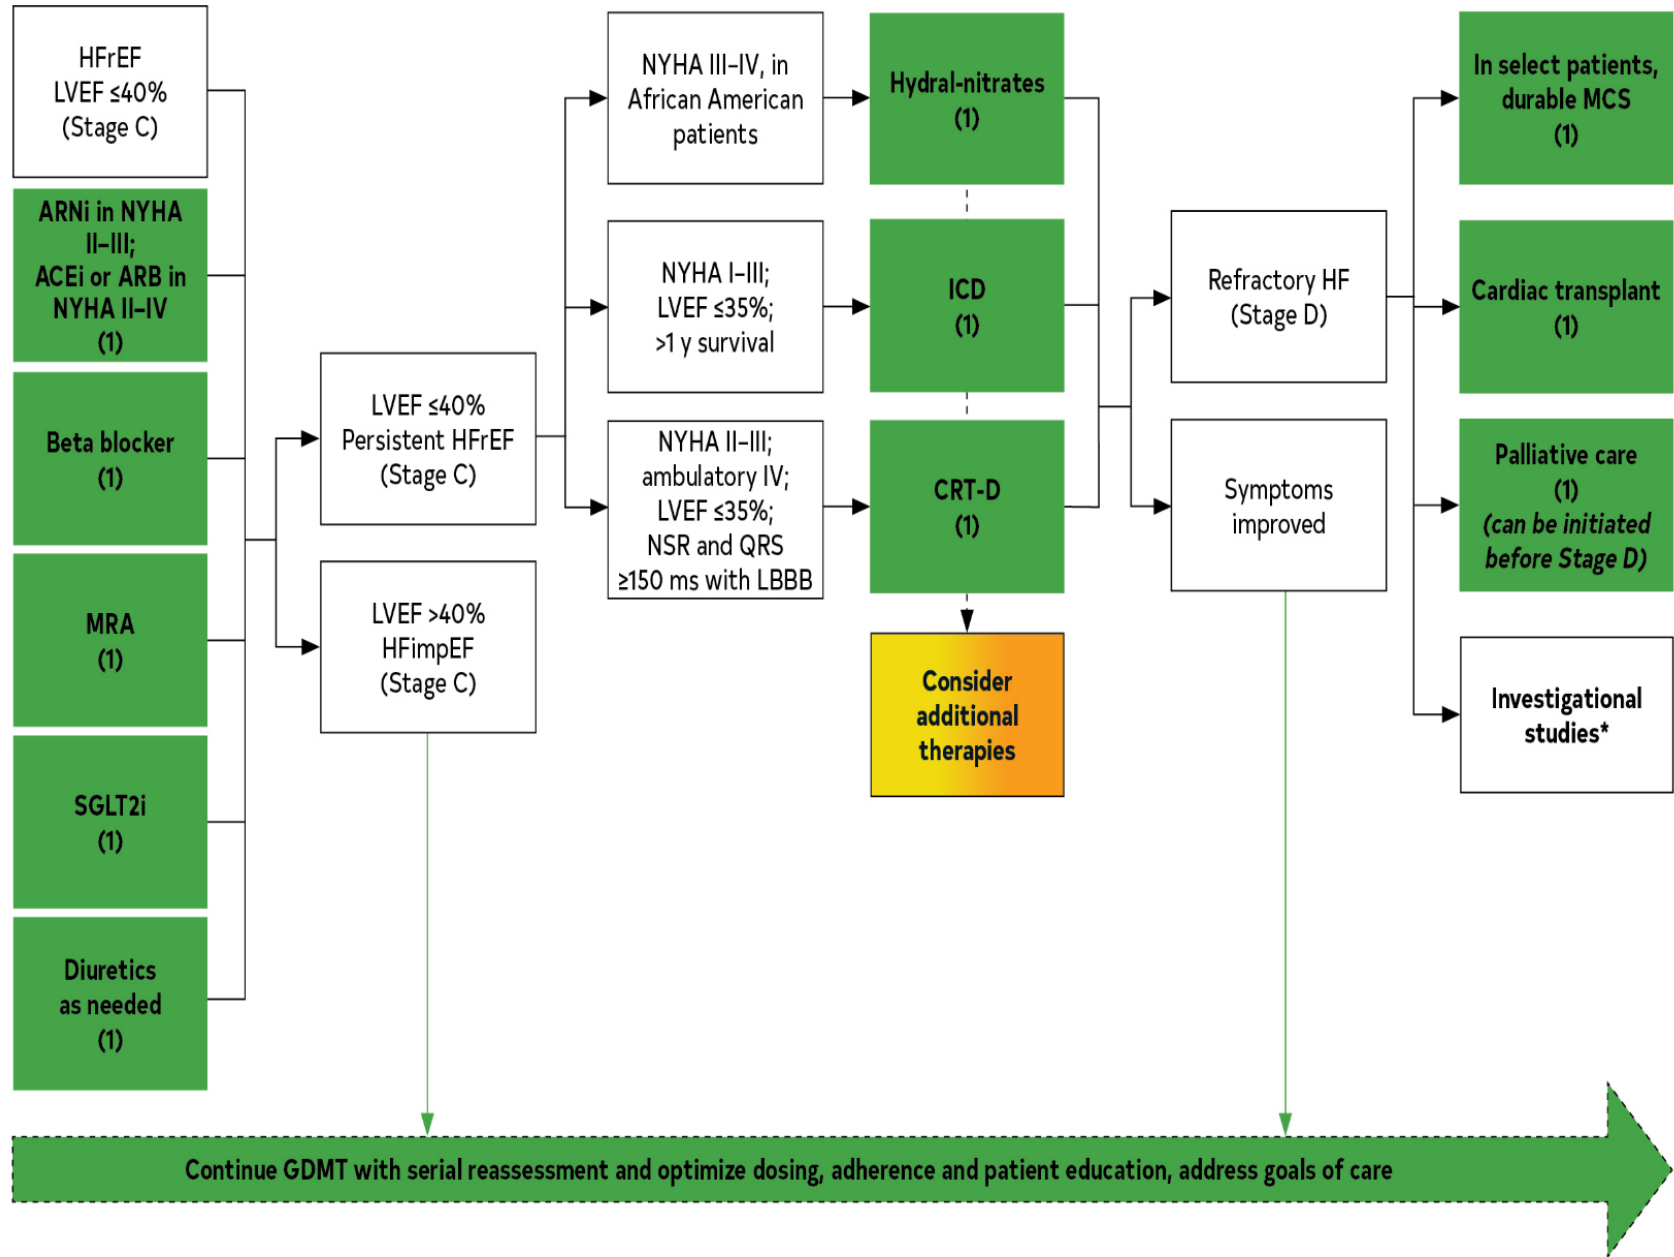 HFrEF
LVEF ≤40%
(Stage C)
ARNi in NYHA
II–III;
ACEi or ARB in
NYHA II–IV
(1)
Beta blocker
(1)
MRA
(1)
SGLT2i
(1)
Diuretics
as needed
(1)
LVEF ≤40%
Persistent HFrEF
(Stage C)
LVEF >40%
HFimpEF
(Stage C)
NYHA III–IV, in
African American
patients
NYHA I–III;
LVEF ≤35%;
>1 y survival
NYHA II–III;
ambulatory IV;
LVEF ≤35%;
NSR and QRS
≥150 ms with LBBB
Hydral-nitrates
(1)
ICD
(1)
CRT-D
(1)
Consider
additional
therapies
Refractory HF
(Stage D)
Symptoms
improved
In select patients,
durable MCS
(1)
Cardiac transplant
(1)
Palliative care
(1)
(can be initiated
before Stage D)
Investigational
studies*
Continue GDMT with serial reassessment and optimize dosing, adherence and patient education, address goals of care